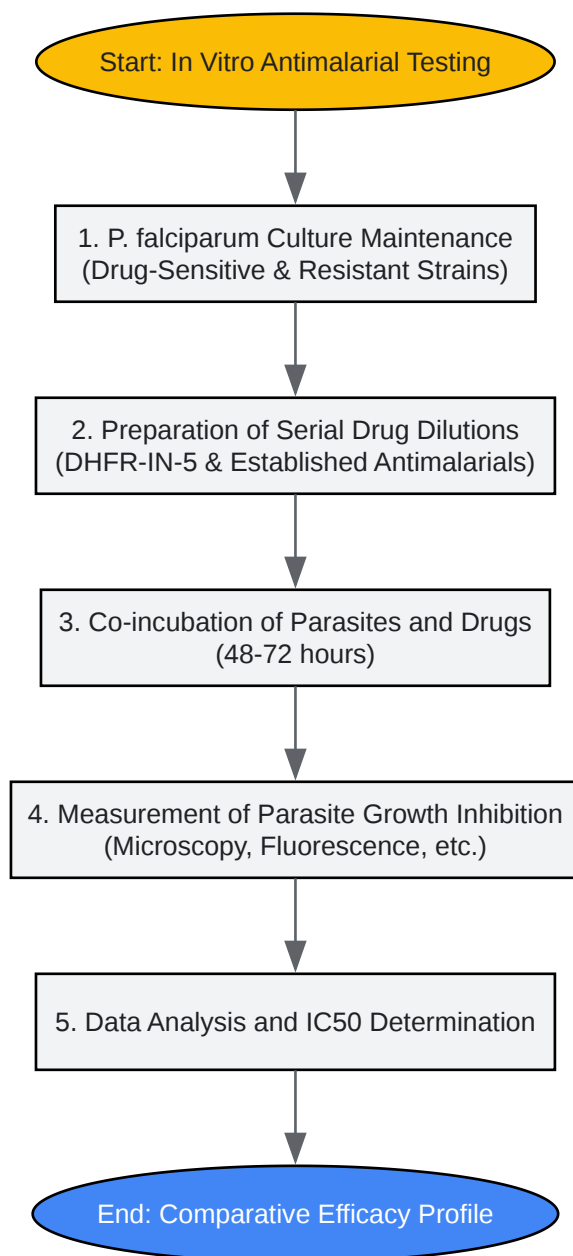 Start: In Vitro Antimalarial Testing
1. P. falciparum Culture Maintenance
(Drug-Sensitive & Resistant Strains)
2. Preparation of Serial Drug Dilutions
(DHFR-IN-5 & Established Antimalarials)
3. Co-incubation of Parasites and Drugs
(48-72 hours)
4. Measurement of Parasite Growth Inhibition
(Microscopy, Fluorescence, etc.)
5. Data Analysis and IC50 Determination
End: Comparative Efficacy Profile